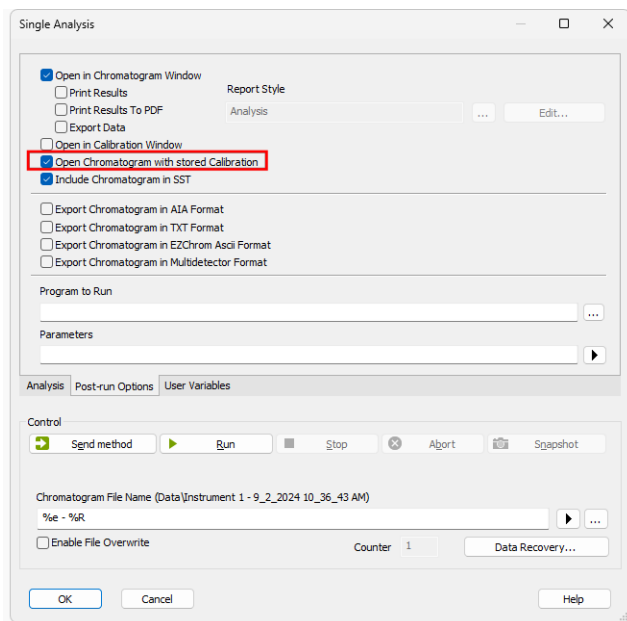 Single Analysis
Open in Chromatogram Window
Print Results
Report Style
Print Results To PDF
Analysis
...
Edit...
Export Data
Open in Calibration Window
Open Chromatogram with stored Calibration
Include Chromatogram in SST
Export Chromatogram in AIA Format
Export Chromatogram in TXT Format
Export Chromatogram in EZChrom Ascii Format
Export Chromatogram in Multidetector Format
Program to Run
...
Parameters
Analysis Post-run Options User Variables
Control
Send method Run Stop Abort Snapshot
Chromatogram File Name (Data\Instrument 1 - 9_2_2024 10_36_43 AM)
%e - %R
...
Enable File Overwrite
Counter 1
Data Recovery...
OK Cancel Help